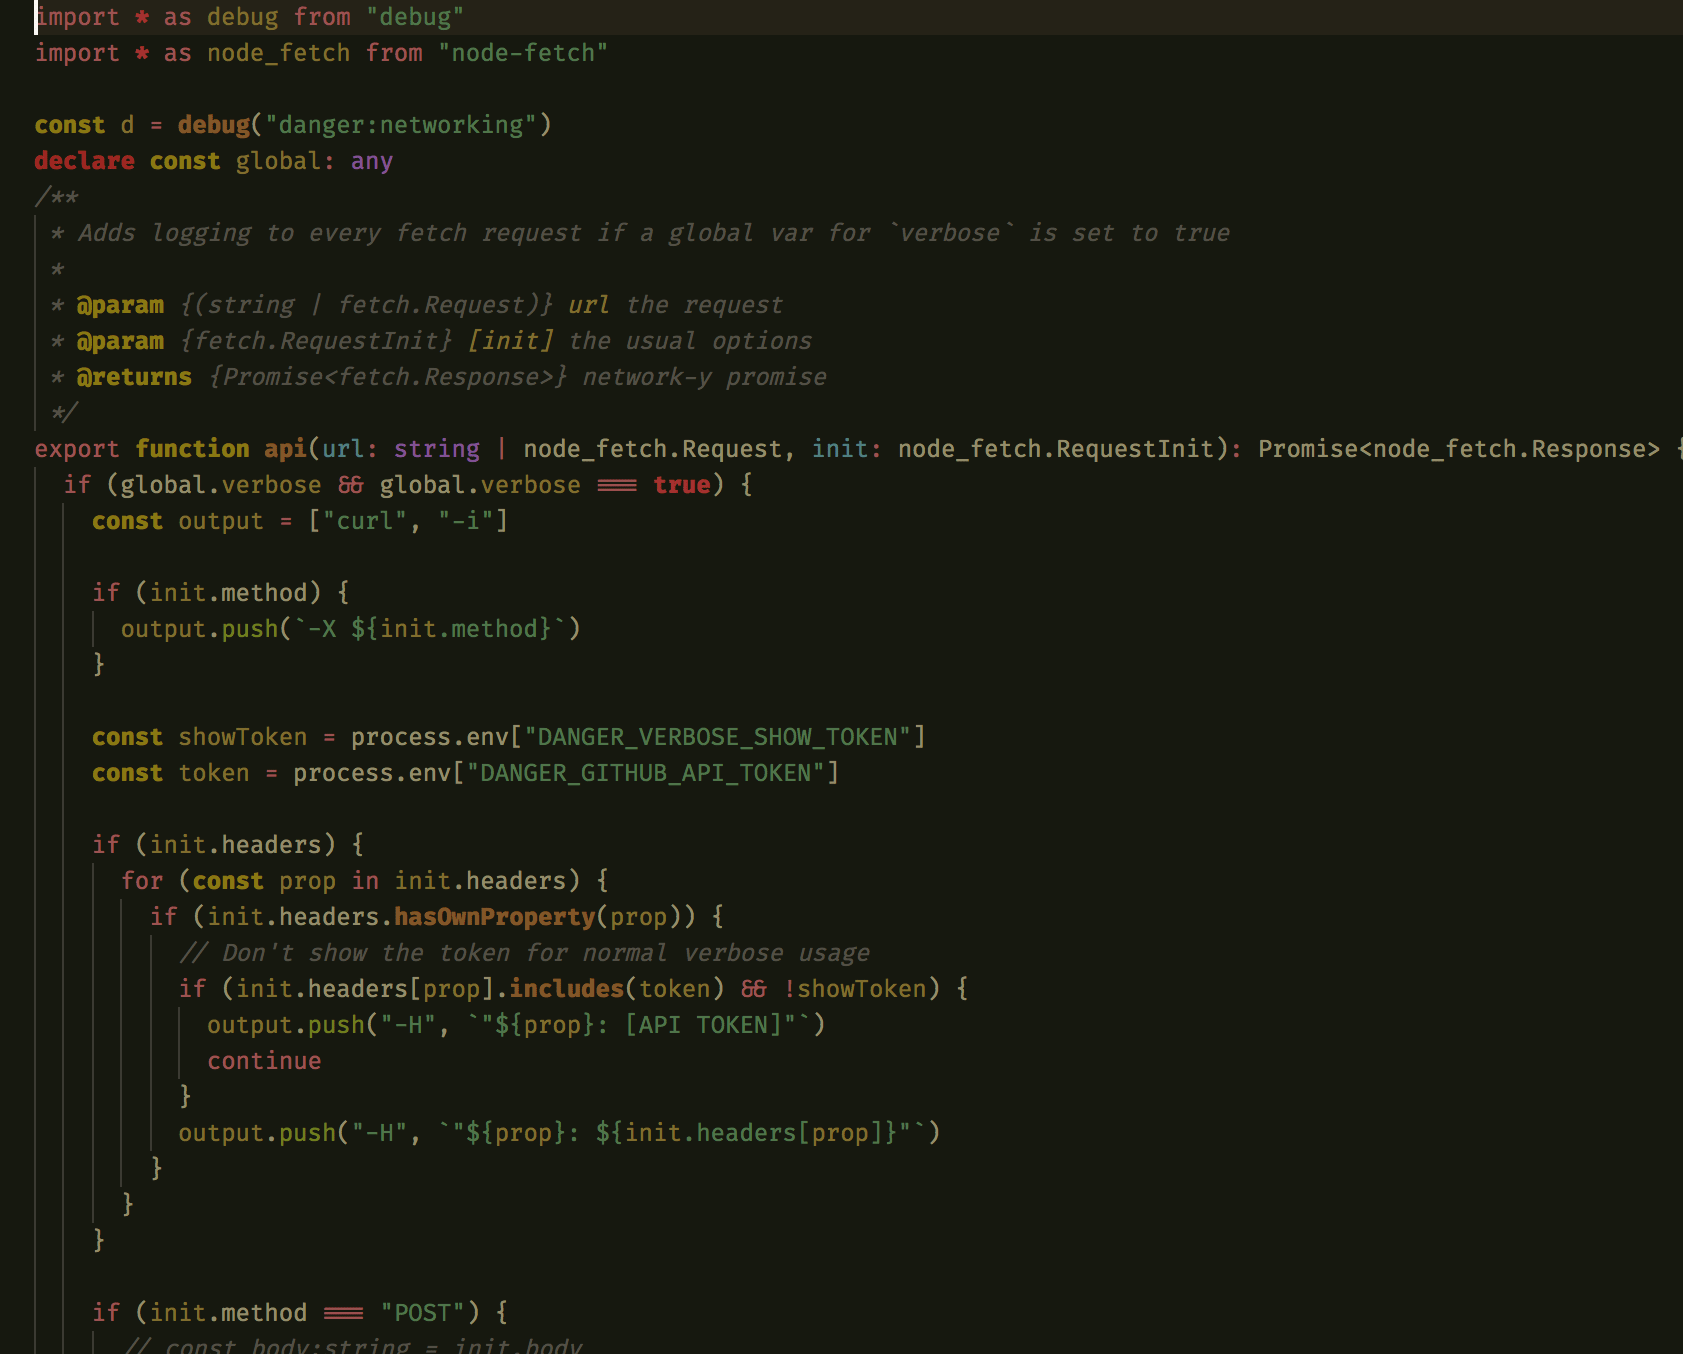 import * as debug from "debug"
import * as node_fetch from "node-fetch"

const d = debug("danger:networking")
declare const global: any
/**
 * Adds logging to every fetch request if a global var for `verbose` is set to true
 *
 * @param {(string | fetch.Request)} url the request
 * @param {fetch.RequestInit} [init] the usual options
 * @returns {Promise<fetch.Response>} network-y promise
 */
export function api(url: string | node_fetch.Request, init: node_fetch.RequestInit): Promise<node_fetch.Response> {
  if (global.verbose && global.verbose === true) {
    const output = ["curl", "-i"]

    if (init.method) {
      output.push(`-X ${init.method}`)
    }

    const showToken = process.env["DANGER_VERBOSE_SHOW_TOKEN"]
    const token = process.env["DANGER_GITHUB_API_TOKEN"]

    if (init.headers) {
      for (const prop in init.headers) {
        if (init.headers.hasOwnProperty(prop)) {
          // Don't show the token for normal verbose usage
          if (init.headers[prop].includes(token) && !showToken) {
            output.push("-H", `"${prop}: [API TOKEN]"`)
            continue
          }
          output.push("-H", `"${prop}: ${init.headers[prop]}"`)
        }
      }
    }

    if (init.method === "POST") {
      // const body:string = init.body